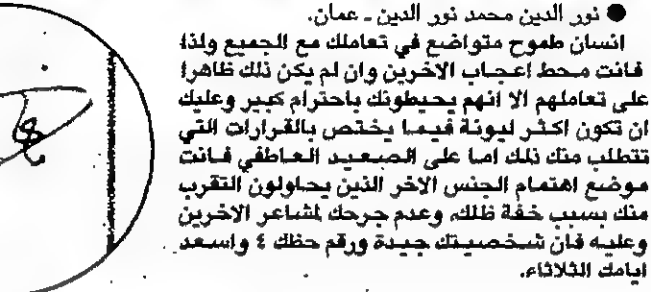 ● نور الدين محمد نور الدين ـ عمان.
انسان طموح متواضع في تعاملك مع الجميع ولذا
فانت محط اعجاب الاخرين وان لم يكن ذلك ظاهرا
على تعاملهم الا انهم يحيطونك باحترام كبير وعليك
ان تكون اكثر ليونة فيما يختص بالقرارات التي
تتطلب منك ذلك اما على الصعيد العاطفي فانت
موضع اهتمام الجنس الاخر الذين يحاولون التقرب
منك بسبب خفة ظلك وعدم جرحك لمشاعر الاخرين
وعليه فان شخصيتك جيدة ورقم حظك ٤ واسعد
ايامك الثلاثاء.